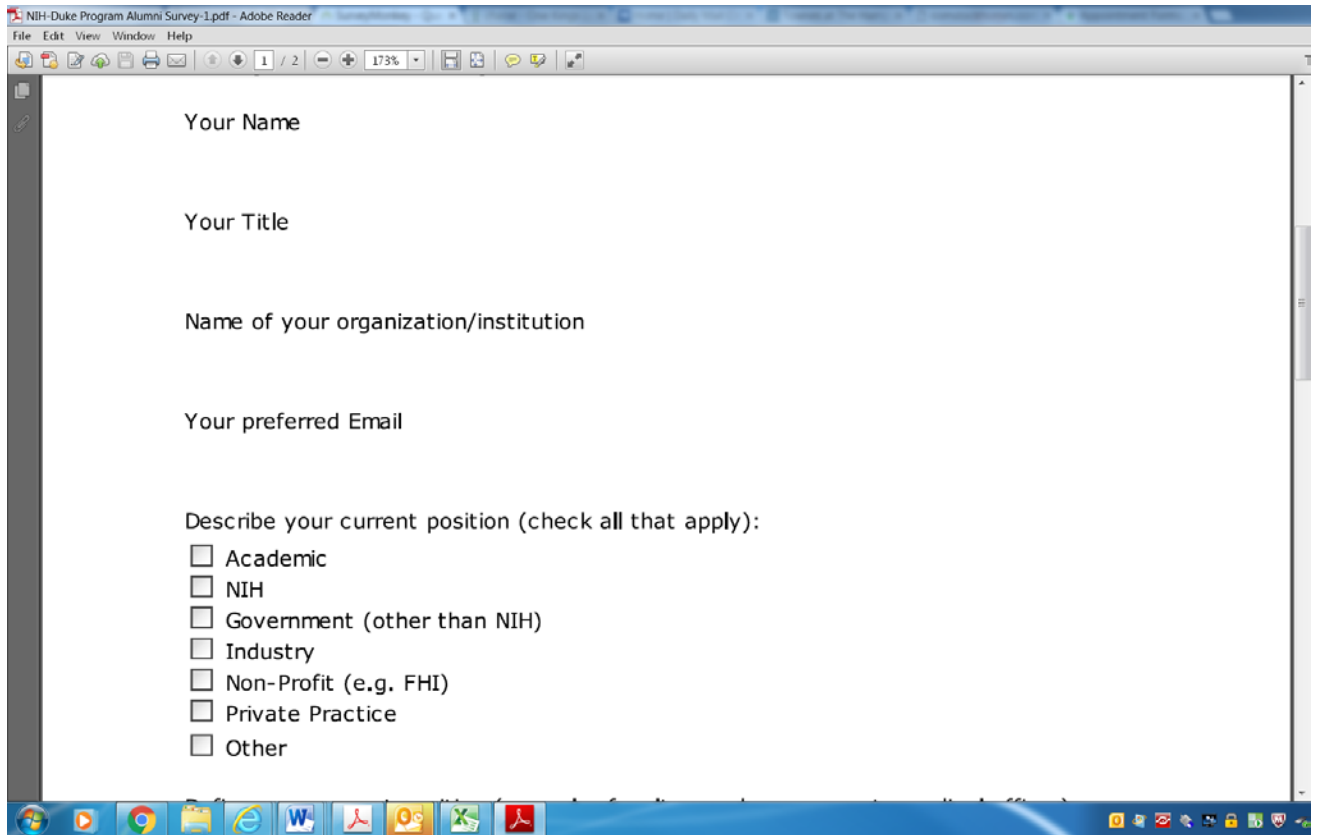 NIH-Duke Program Alumni Survey-1.pdf - Adobe Reader
File Edit View Window Help
1 / 2 173%
Your Name
Your Title
Name of your organization/institution
Your preferred Email
Describe your current position (check all that apply):
Academic
NIH
Government (other than NIH)
Industry
Non-Profit (e.g. FHI)
Private Practice
Other